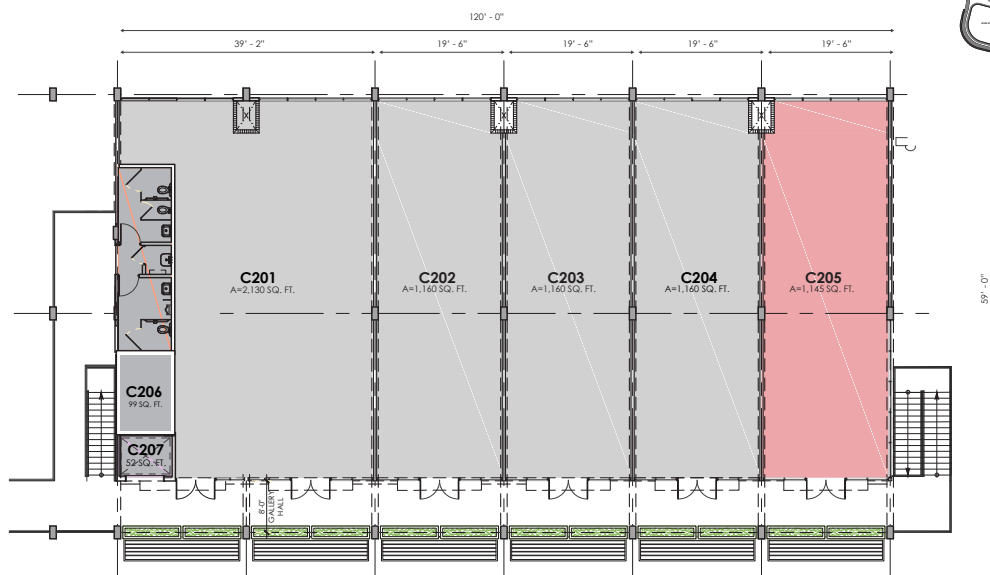 120' - 0"
39' - 2"
19' - 6"
19' - 6"
19' - 6"
19' - 6"
C201
A=2,130 SQ. FT.
C202
A=1,160 SQ. FT.
C203
A=1,160 SQ. FT.
C204
A=1,160 SQ. FT.
C205
A=1,145 SQ. FT.
59' - 0"
C206
99 SQ. FT.
C207
52 SQ. FT.
8'-0"
GALLERY
HALL